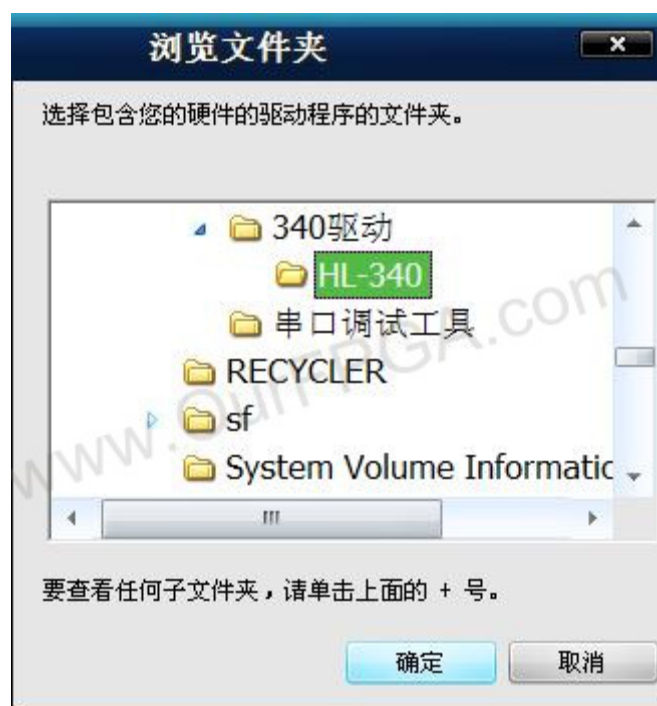 浏览文件夹
选择包含您的硬件的驱动程序的文件夹。
340驱动
HL-340
串口调试工具
RECYCLER
sf
System Volume Informatic
www.OurFPGA.com
要查看任何子文件夹，请单击上面的 + 号。
确定
取消